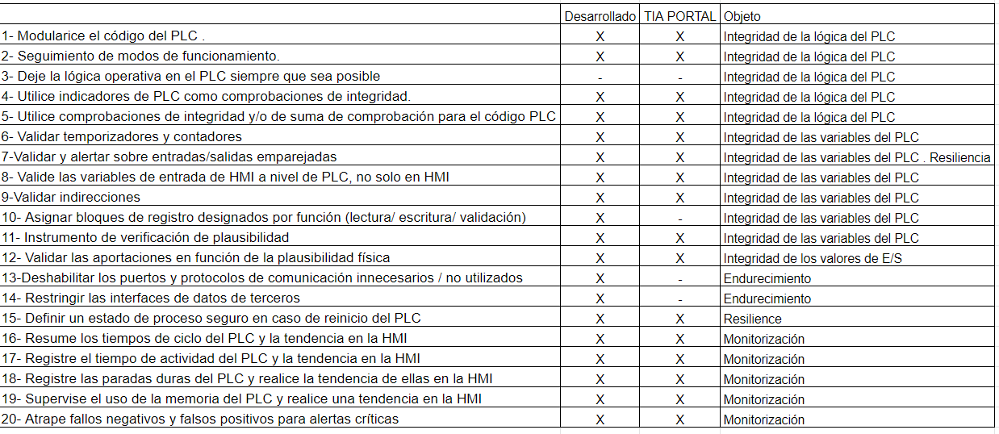 Desarrollado TIA PORTAL Objeto
1- Modularice el código del PLC . X X Integridad de la lógica del PLC
2- Seguimiento de modos de funcionamiento. X X Integridad de la lógica del PLC
3- Deje la lógica operativa en el PLC siempre que sea posible - - Integridad de la lógica del PLC
4- Utilice indicadores de PLC como comprobaciones de integridad. X X Integridad de la lógica del PLC
5- Utilice comprobaciones de integridad y/o de suma de comprobación para el código PLC X X Integridad de la lógica del PLC
6- Validar temporizadores y contadores X X Integridad de las variables del PLC
7-Validar y alertar sobre entradas/salidas emparejadas X X Integridad de las variables del PLC . Resiliencia
8- Valide las variables de entrada de HMI a nivel de PLC, no solo en HMI X X Integridad de las variables del PLC
9-Validar indirecciones X X Integridad de las variables del PLC
10- Asignar bloques de registro designados por función (lectura/ escritura/ validación) X - Integridad de las variables del PLC
11- Instrumento de verificación de plausibilidad X X Integridad de las variables del PLC
12- Validar las aportaciones en función de la plausibilidad física X X Integridad de los valores de E/S
13-Deshabilitar los puertos y protocolos de comunicación innecesarios / no utilizados X - Endurecimiento
14- Restringir las interfaces de datos de terceros X - Endurecimiento
15- Definir un estado de proceso seguro en caso de reinicio del PLC X X Resilience
16- Resume los tiempos de ciclo del PLC y la tendencia en la HMI X X Monitorización
17- Registre el tiempo de actividad del PLC y la tendencia en la HMI X X Monitorización
18- Registre las paradas duras del PLC y realice la tendencia de ellas en la HMI X X Monitorización
19- Supervise el uso de la memoria del PLC y realice una tendencia en la HMI X X Monitorización
20- Atrape fallos negativos y falsos positivos para alertas críticas X X Monitorización